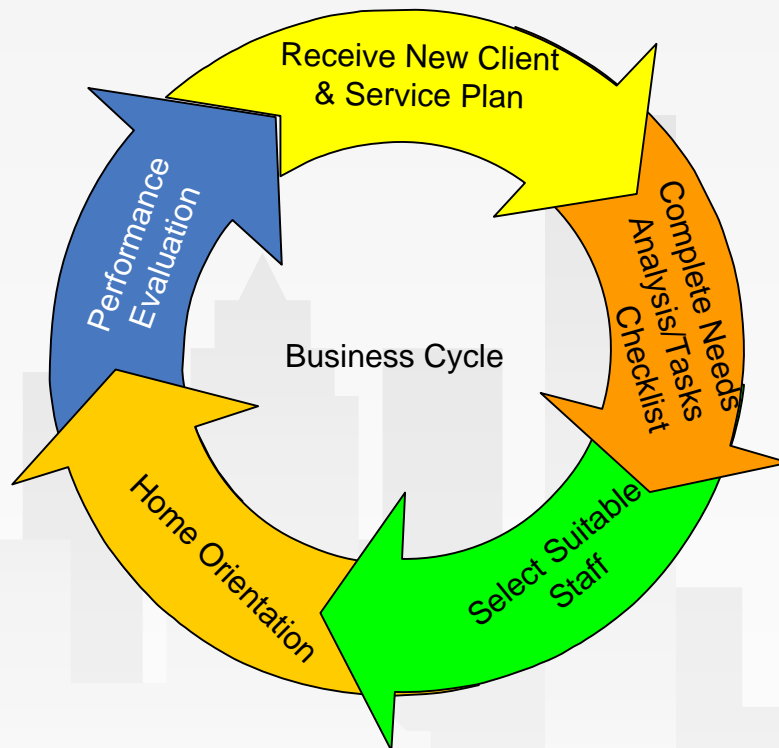 Receive New Client
& Service Plan
Complete Needs
Analysis/Tasks
Checklist
Select Suitable
Staff
Home Orientation
Performance
Evaluation
Business Cycle